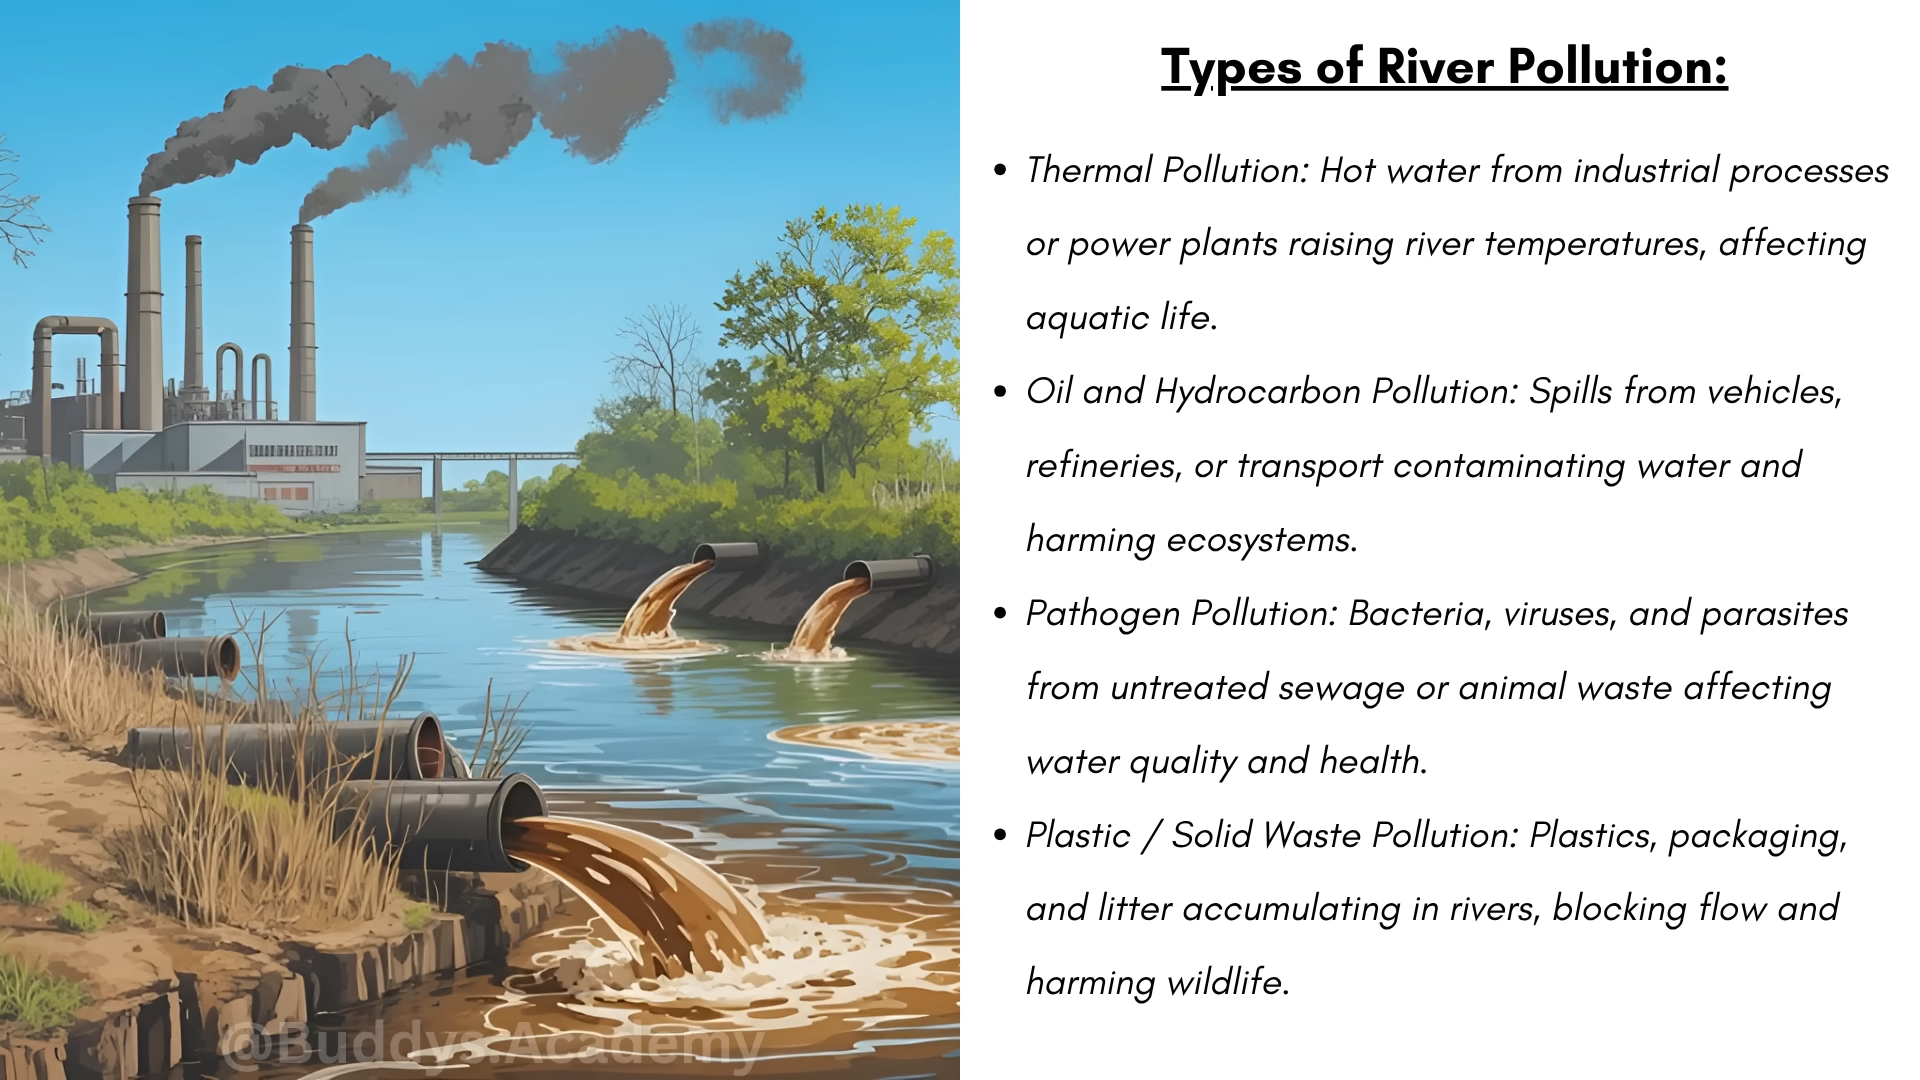 Types of River Pollution:
• Thermal Pollution: Hot water from industrial processes
or power plants raising river temperatures, affecting
aquatic life.
• Oil and Hydrocarbon Pollution: Spills from vehicles,
refineries, or transport contaminating water and
harming ecosystems.
• Pathogen Pollution: Bacteria, viruses, and parasites
from untreated sewage or animal waste affecting
water quality and health.
• Plastic / Solid Waste Pollution: Plastics, packaging,
and litter accumulating in rivers, blocking flow and
harming wildlife.
@Buddys.Academy